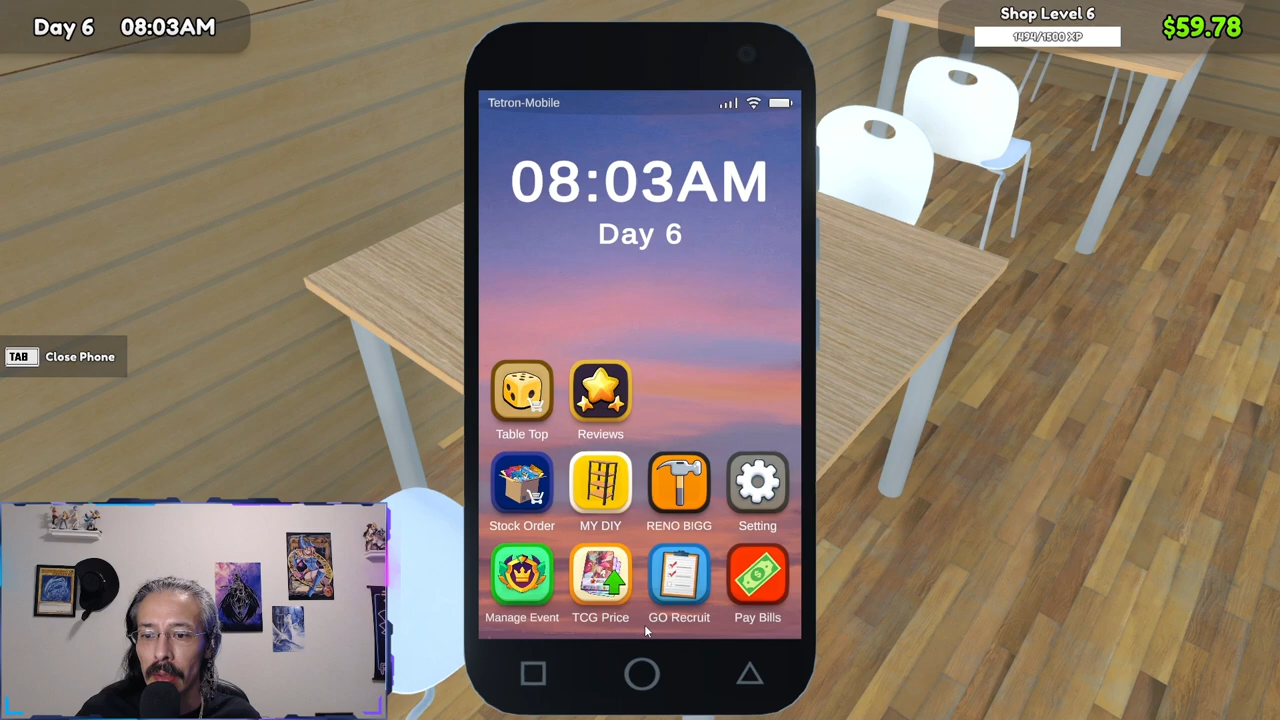 Day 6 08:03AM
Shop Level 6
1494/1500 XP
$59.78
Tetron-Mobile
08:03AM
Day 6
TAB Close Phone
Table Top Reviews
Stock Order MY DIY RENO BIGG Setting
Manage Event TCG Price GO Recruit Pay Bills